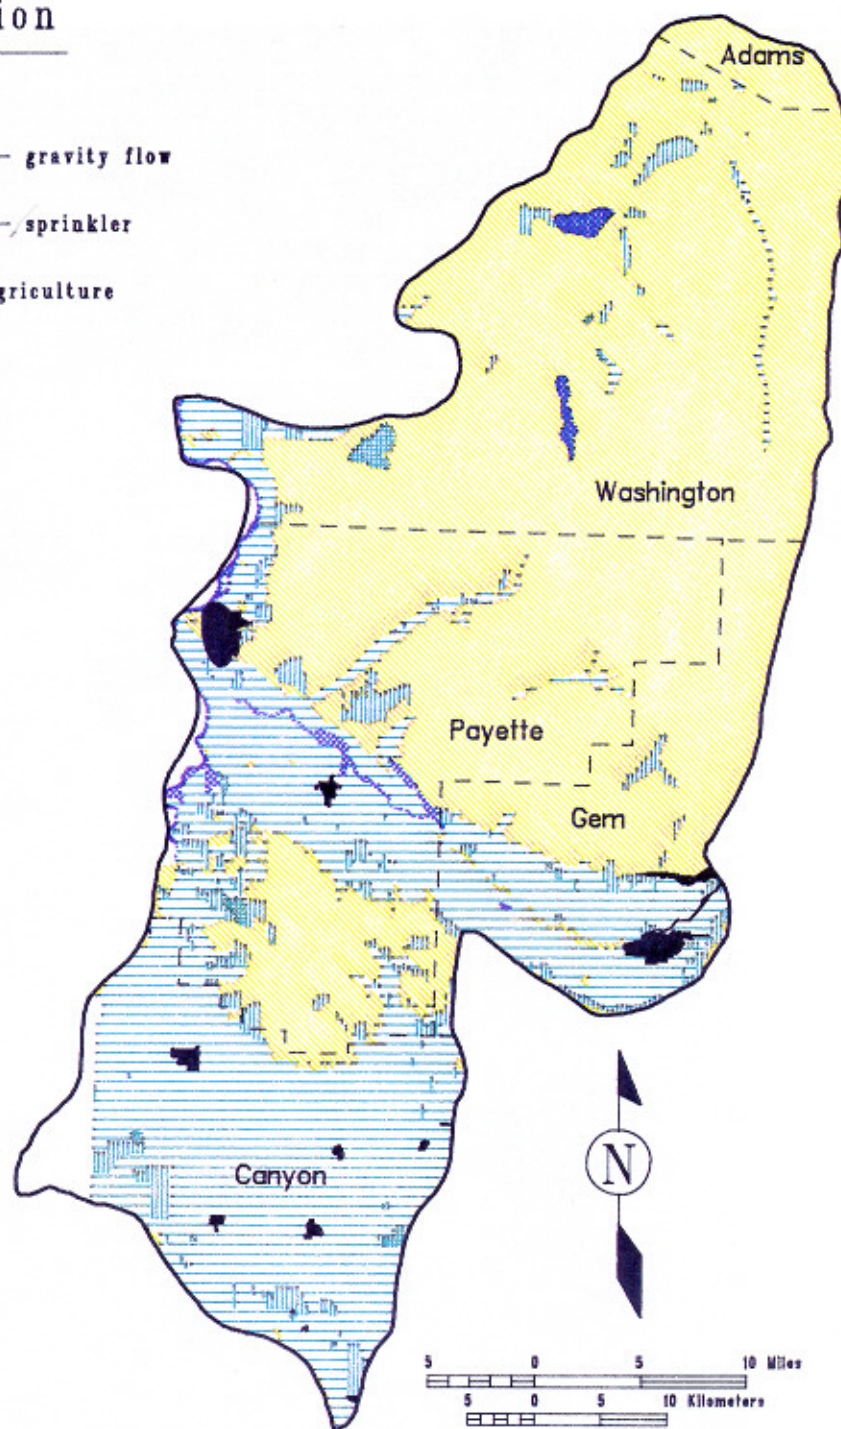 ion
gravity flow
sprinkler
griculture
Adams
Washington
Payette
Gem
Canyon
N
5 0 5 10 Miles
5 0 5 10 Kilometers